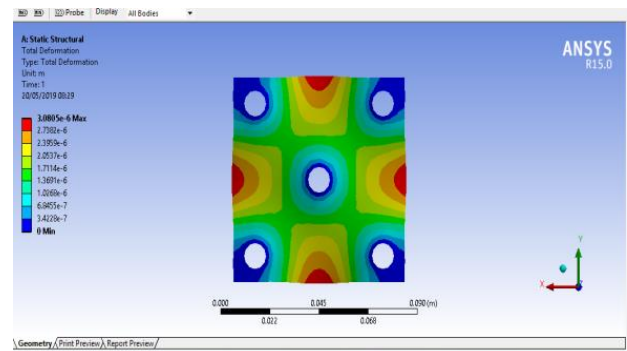 Probe Display All Bodies
A: Static Structural
Total Deformation
Type: Total Deformation
Unit: m
Time: 1
20/05/2019 08:29
3.0805e-6 Max
2.7382e-6
2.3959e-6
2.0537e-6
1.7114e-6
1.3691e-6
1.0268e-6
6.8455e-7
3.4228e-7
0 Min
ANSYS
R15.0
Y
X
0.000 0.045 0.090 (m)
0.022 0.068
Geometry Print Preview Report Preview